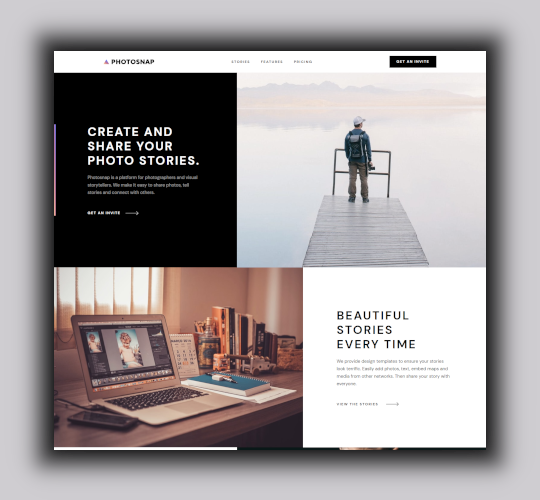 PHOTOSNAP
STORIES FEATURES PRICING
GET AN INVITE
CREATE AND
SHARE YOUR
PHOTO STORIES.
Photosnap is a platform for photographers and visual
storytellers. We make it easy to share photos, tell
stories and connect with others.
GET AN INVITE
BEAUTIFUL
STORIES
EVERY TIME
We provide design templates to ensure your stories
look terrific. Easily add photos, text, embed maps and
media from other networks. Then share your story with
everyone.
VIEW THE STORIES